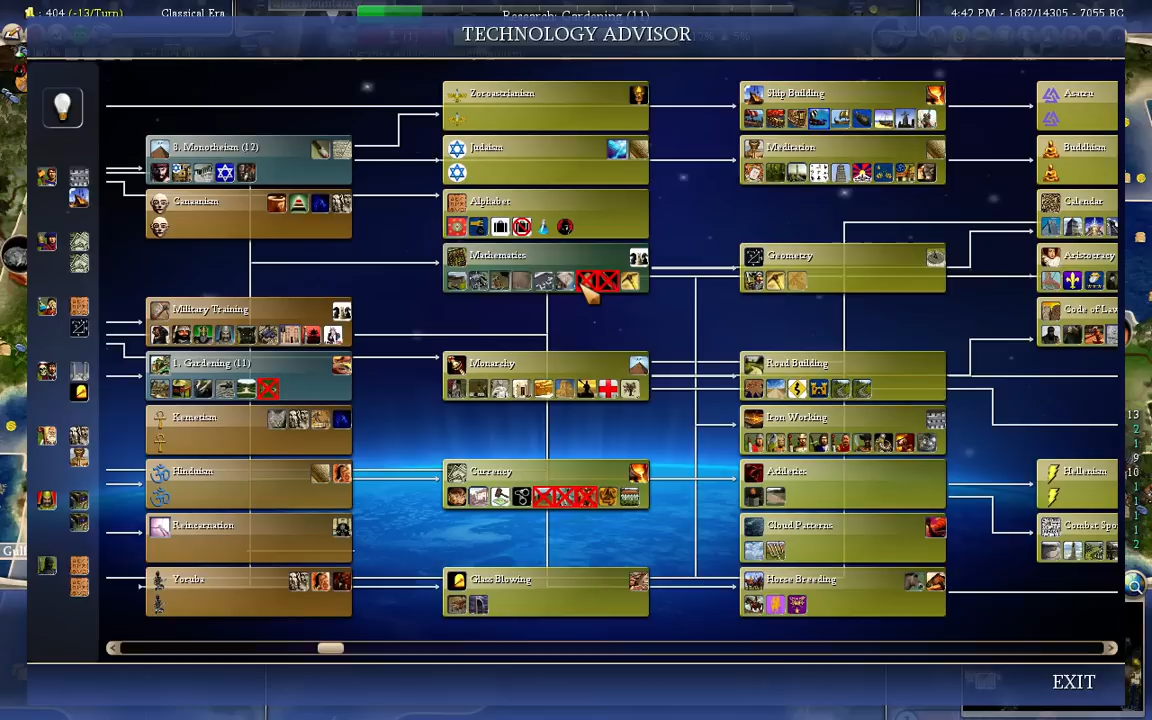 : 404 (-13/Turn)
Classical Era
Research: Gardening (11)
4:42 PM - 1682/14305 - 7055 BC
TECHNOLOGY ADVISOR
Zoroastrianism
Ship Building
Asatru
8. Monotheism (12)
Judaism
Meditation
Buddhism
Canaanism
Alphabet
Calendar
Mathematics
Geometry
Aristocracy
Military Training
Code of Law
1. Gardening (11)
Monarchy
Road Building
Kemetism
Iron Working
Hinduism
Currency
Athletics
Hellenism
Reincarnation
Cloud Patterns
Combat Spo
Yoruba
Glass Blowing
Horse Breeding
EXIT